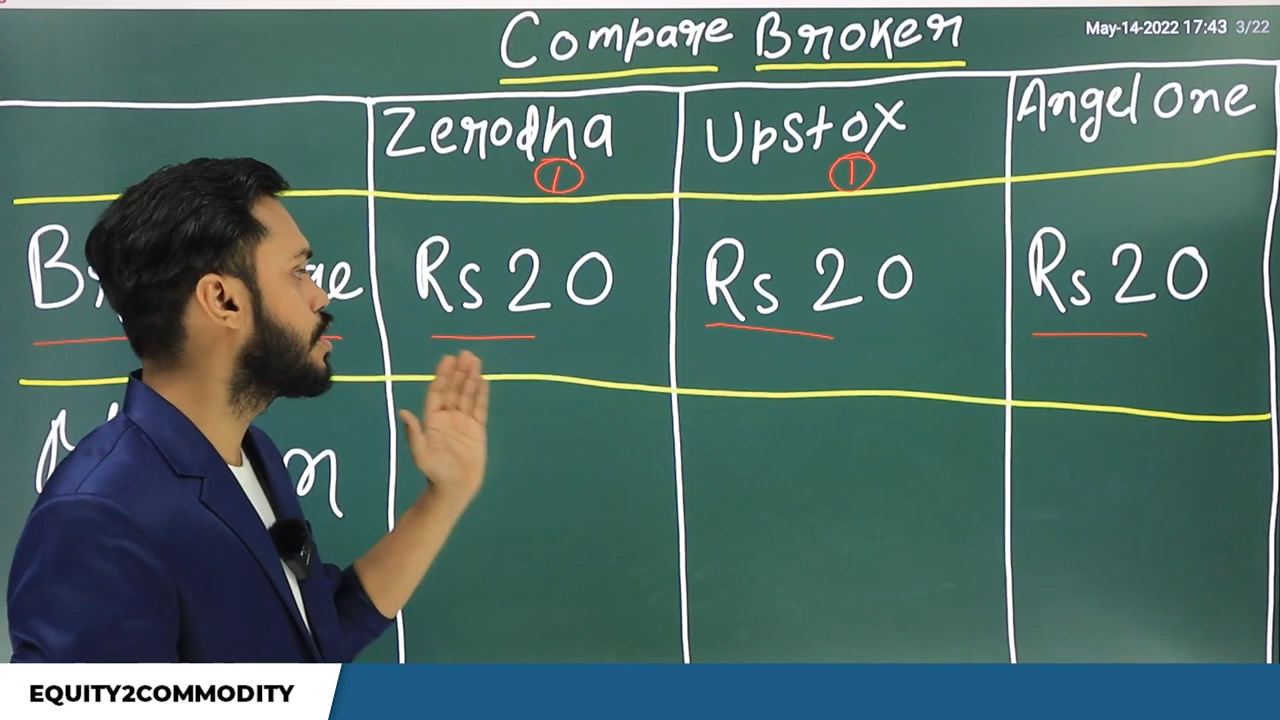 Compare Broker
May-14-2022 17:43 3/22
Zerodha Upstox Angel One
1 1
Rs 20 Rs 20 Rs 20
EQUITY2COMMODITY